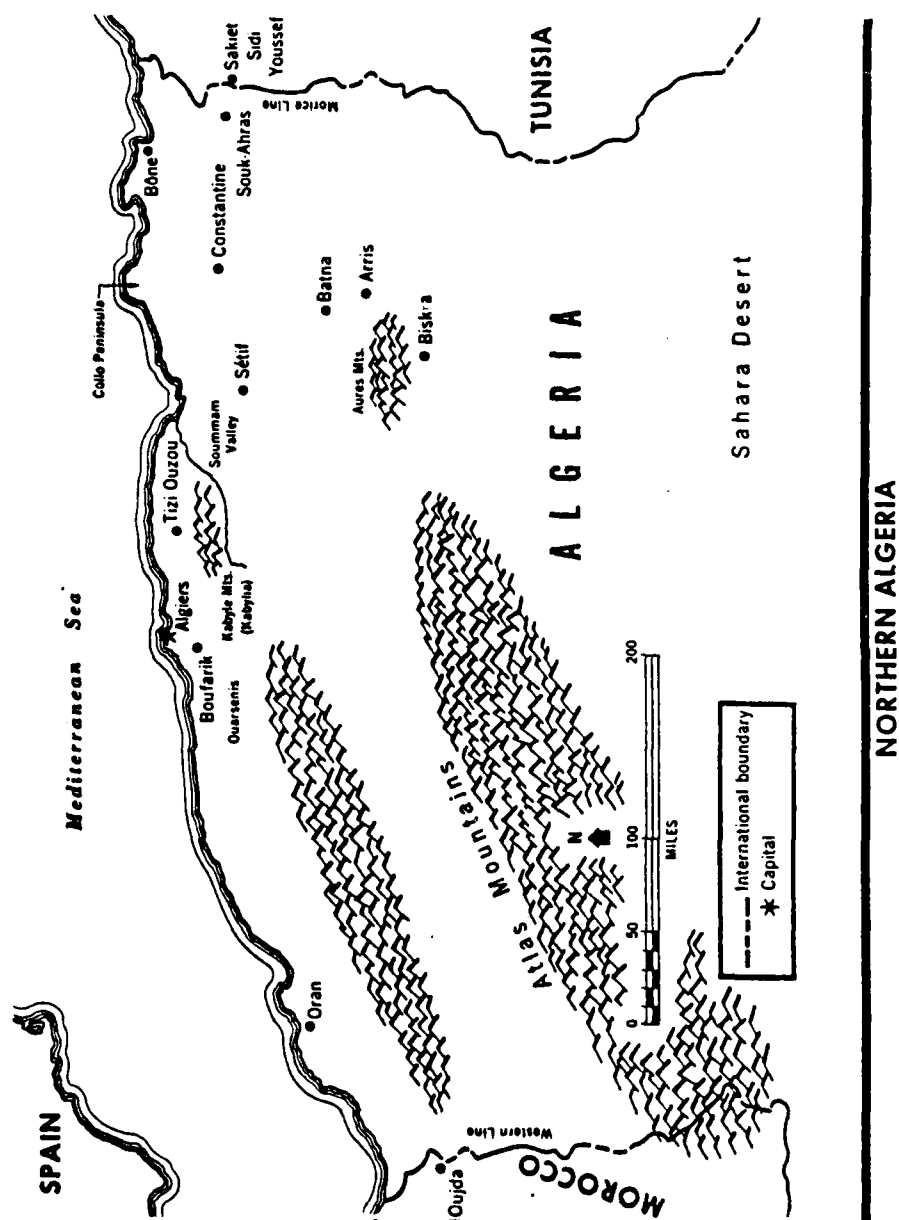 SPAIN
Mediterranean Sea
Collo Peninsula
Algiers
Tizi Ouzou
Bône
Boufarik
Ouarsenis
Kabyle Mts.
(Kabylia)
Soummam
Valley
Sétif
Constantine
Souk-Ahras
Sakiet
Sidi
Youssef
Morice Line
Oran
Batna
Arris
Aures Mts.
Biskra
Oujda
Western Line
MOROCCO
Atlas Mountains
ALGERIA
TUNISIA
Sahara Desert
N
0 50 100 200
MILES
International boundary
Capital
NORTHERN ALGERIA